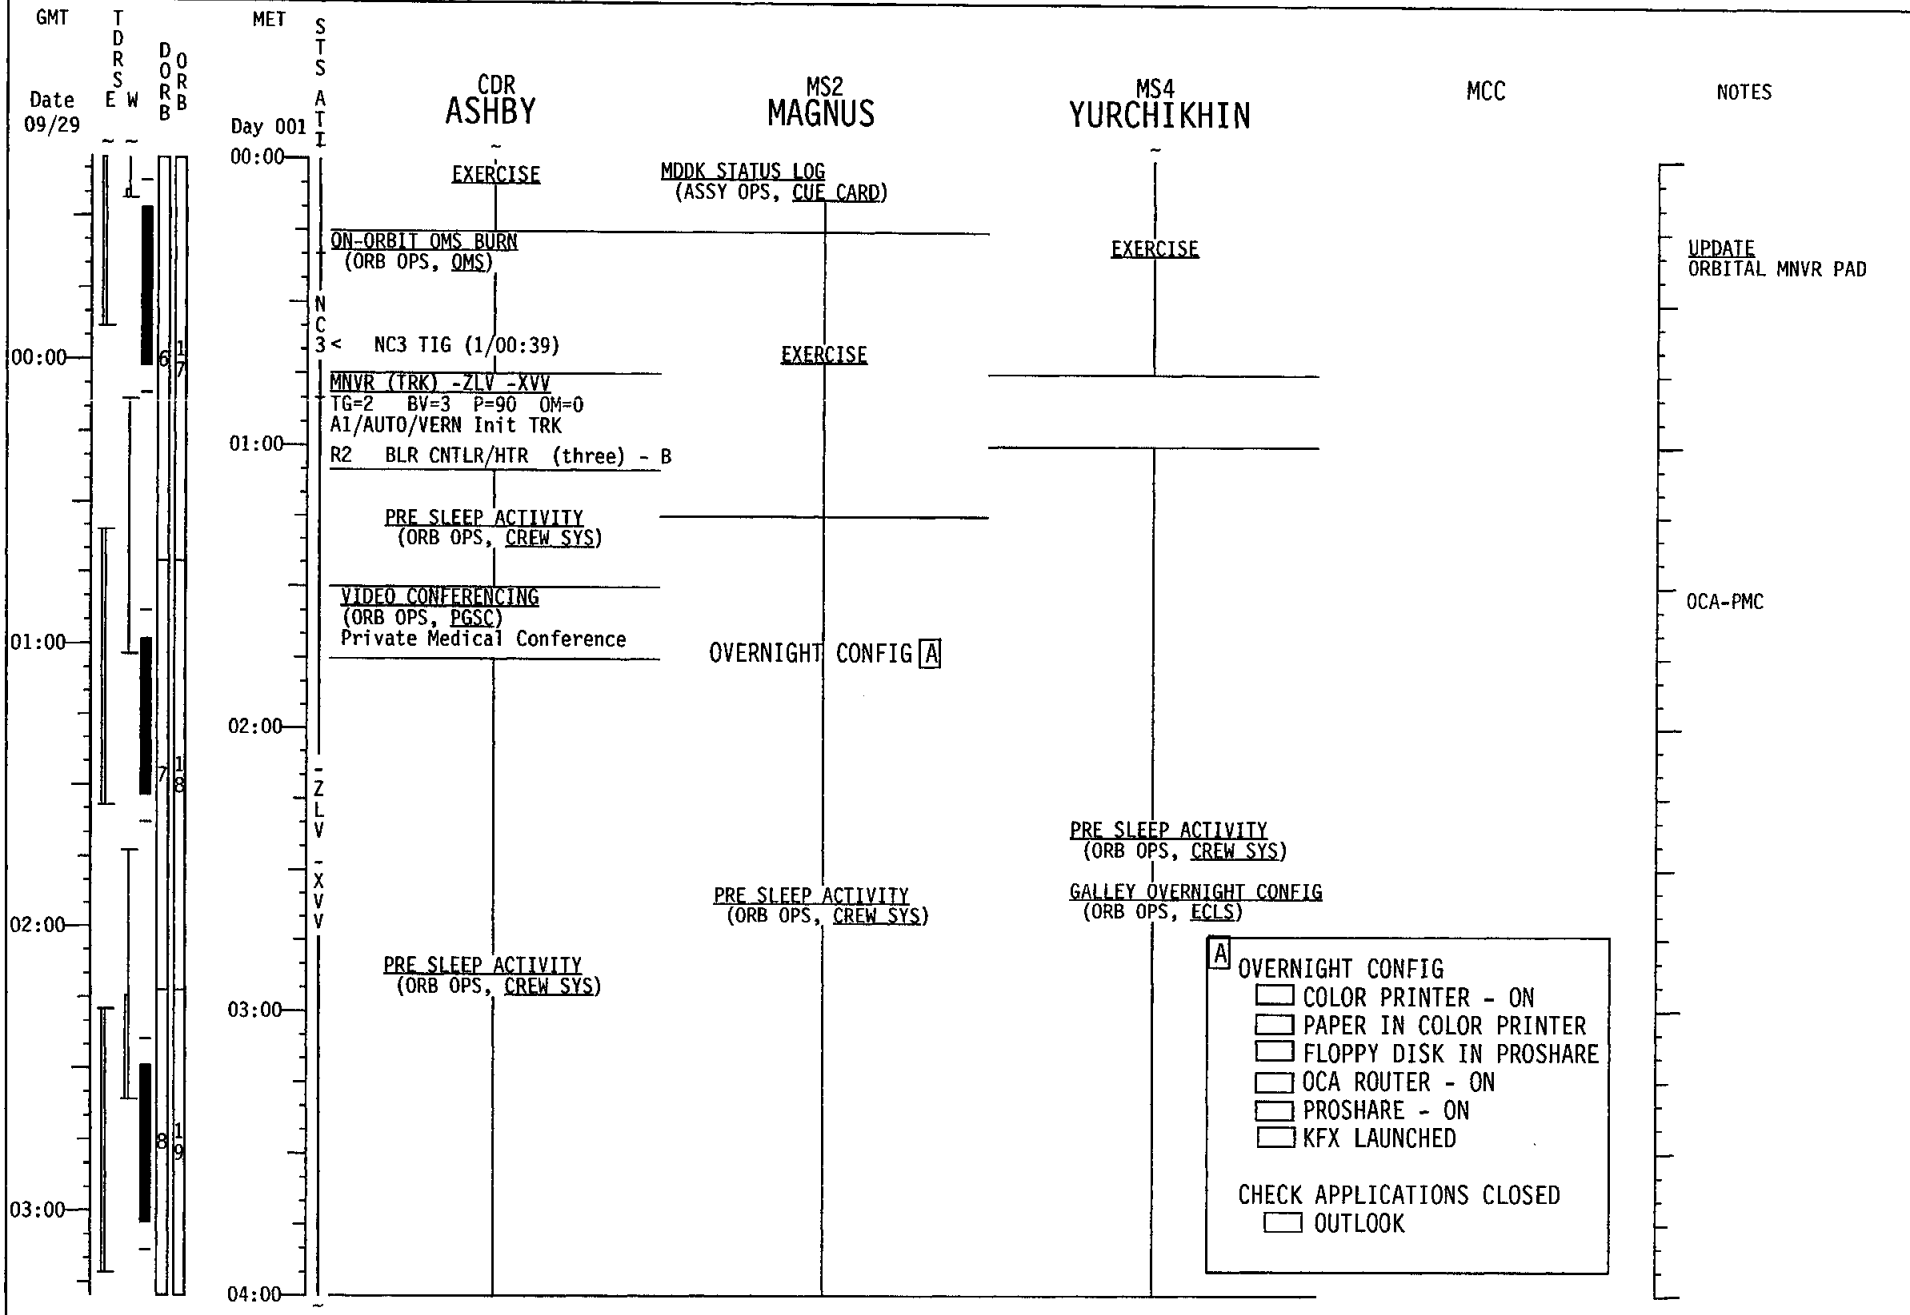 GMT
TDRS
E W
DORB
ORB
MET
STS ATT
Date
09/29
Day 001
CDR
ASHBY
MS2
MAGNUS
MS4
YURCHIKHIN
MCC
NOTES
~ ~
~
~
00:00
EXERCISE
MDDK STATUS LOG
(ASSY OPS, CUE CARD)
ON-ORBIT OMS BURN
(ORB OPS, OMS)
EXERCISE
UPDATE
ORBITAL MNVR PAD
NC3
< NC3 TIG (1/00:39)
EXERCISE
00:00
6
17
MNVR (TRK) -ZLV -XVV
TG=2 BV=3 P=90 OM=0
A1/AUTO/VERN Init TRK
01:00
R2 BLR CNTLR/HTR (three) - B
PRE SLEEP ACTIVITY
(ORB OPS, CREW SYS)
VIDEO CONFERENCING
(ORB OPS, PGSC)
Private Medical Conference
OCA-PMC
01:00
OVERNIGHT CONFIG A
02:00
7
18
-ZLV -XVV
PRE SLEEP ACTIVITY
(ORB OPS, CREW SYS)
PRE SLEEP ACTIVITY
(ORB OPS, CREW SYS)
GALLEY OVERNIGHT CONFIG
(ORB OPS, ECLS)
02:00
PRE SLEEP ACTIVITY
(ORB OPS, CREW SYS)
03:00
A
OVERNIGHT CONFIG
COLOR PRINTER - ON
PAPER IN COLOR PRINTER
FLOPPY DISK IN PROSHARE
OCA ROUTER - ON
PROSHARE - ON
KFX LAUNCHED
CHECK APPLICATIONS CLOSED
OUTLOOK
8
19
03:00
04:00
~